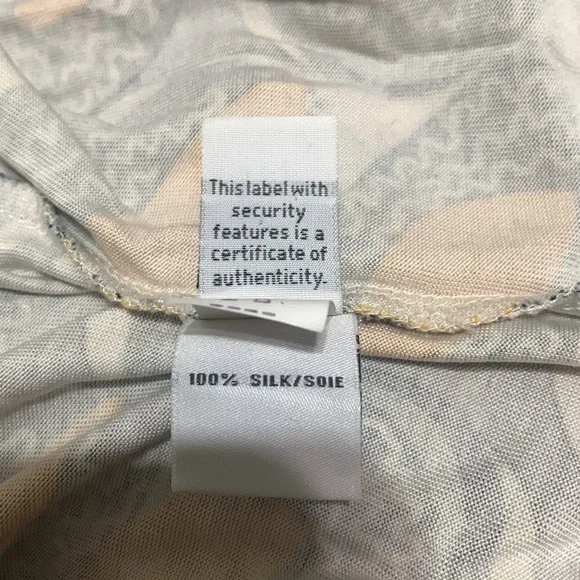 This label with
security
features is a
certificate of
authenticity.
100% SILK/SOIE